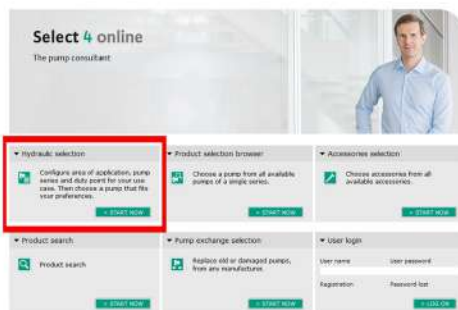 Select 4 online
The pump consultant
Hydraulic selection
Configure area of application, pump
series and duty point for your use
case. Then choose a pump that fits
your preferences.
» START NOW
Product selection browser
Choose a pump from all available
pumps of a single series.
» START NOW
Accessories selection
Choose accessories from all
available accessories.
» START NOW
Product search
Product search
» START NOW
Pump exchange selection
Replace old or damaged pumps,
from any manufacturer.
» START NOW
User login
User name
User password
Registration
Password lost
» LOG ON